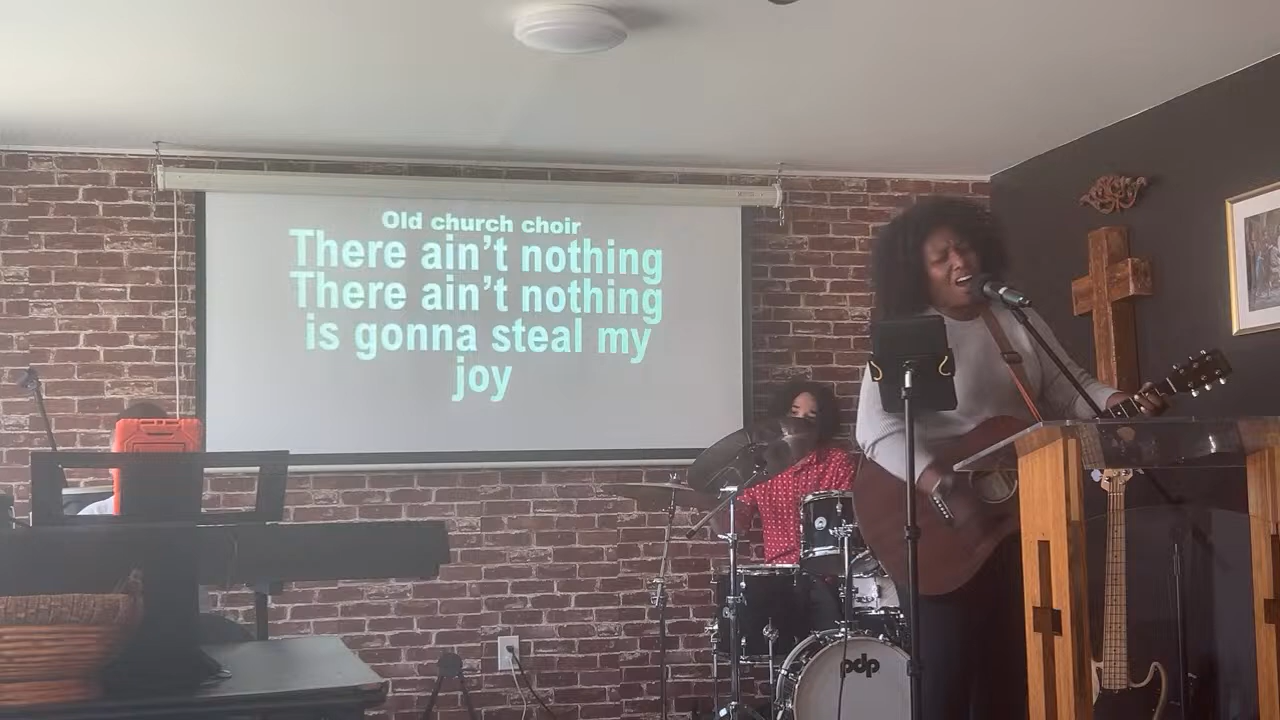 Old church choir
There ain't nothing
There ain't nothing
is gonna steal my
joy
pdp